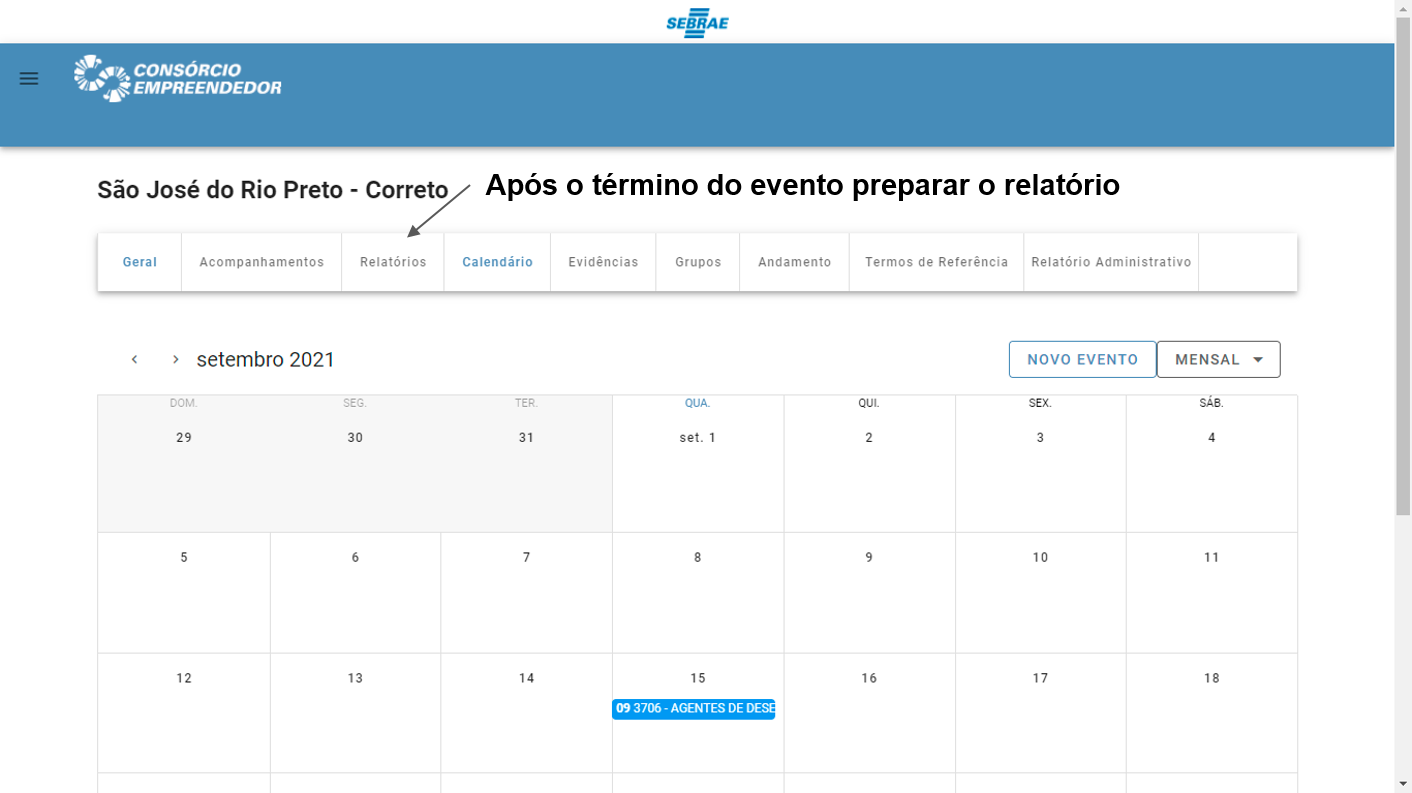 SEBRAE
CONSÓRCIO
EMPREENDEDOR
São José do Rio Preto - Correto
Após o término do evento preparar o relatório
Geral Acompanhamentos Relatórios Calendário Evidências Grupos Andamento Termos de Referência Relatório Administrativo
setembro 2021 NOVO EVENTO MENSAL
DOM. SEG. TER. QUA. QUI. SEX. SÁB.
29 30 31 set. 1 2 3 4
5 6 7 8 9 10 11
12 13 14 15 16 17 18
09 3706 - AGENTES DE DESE